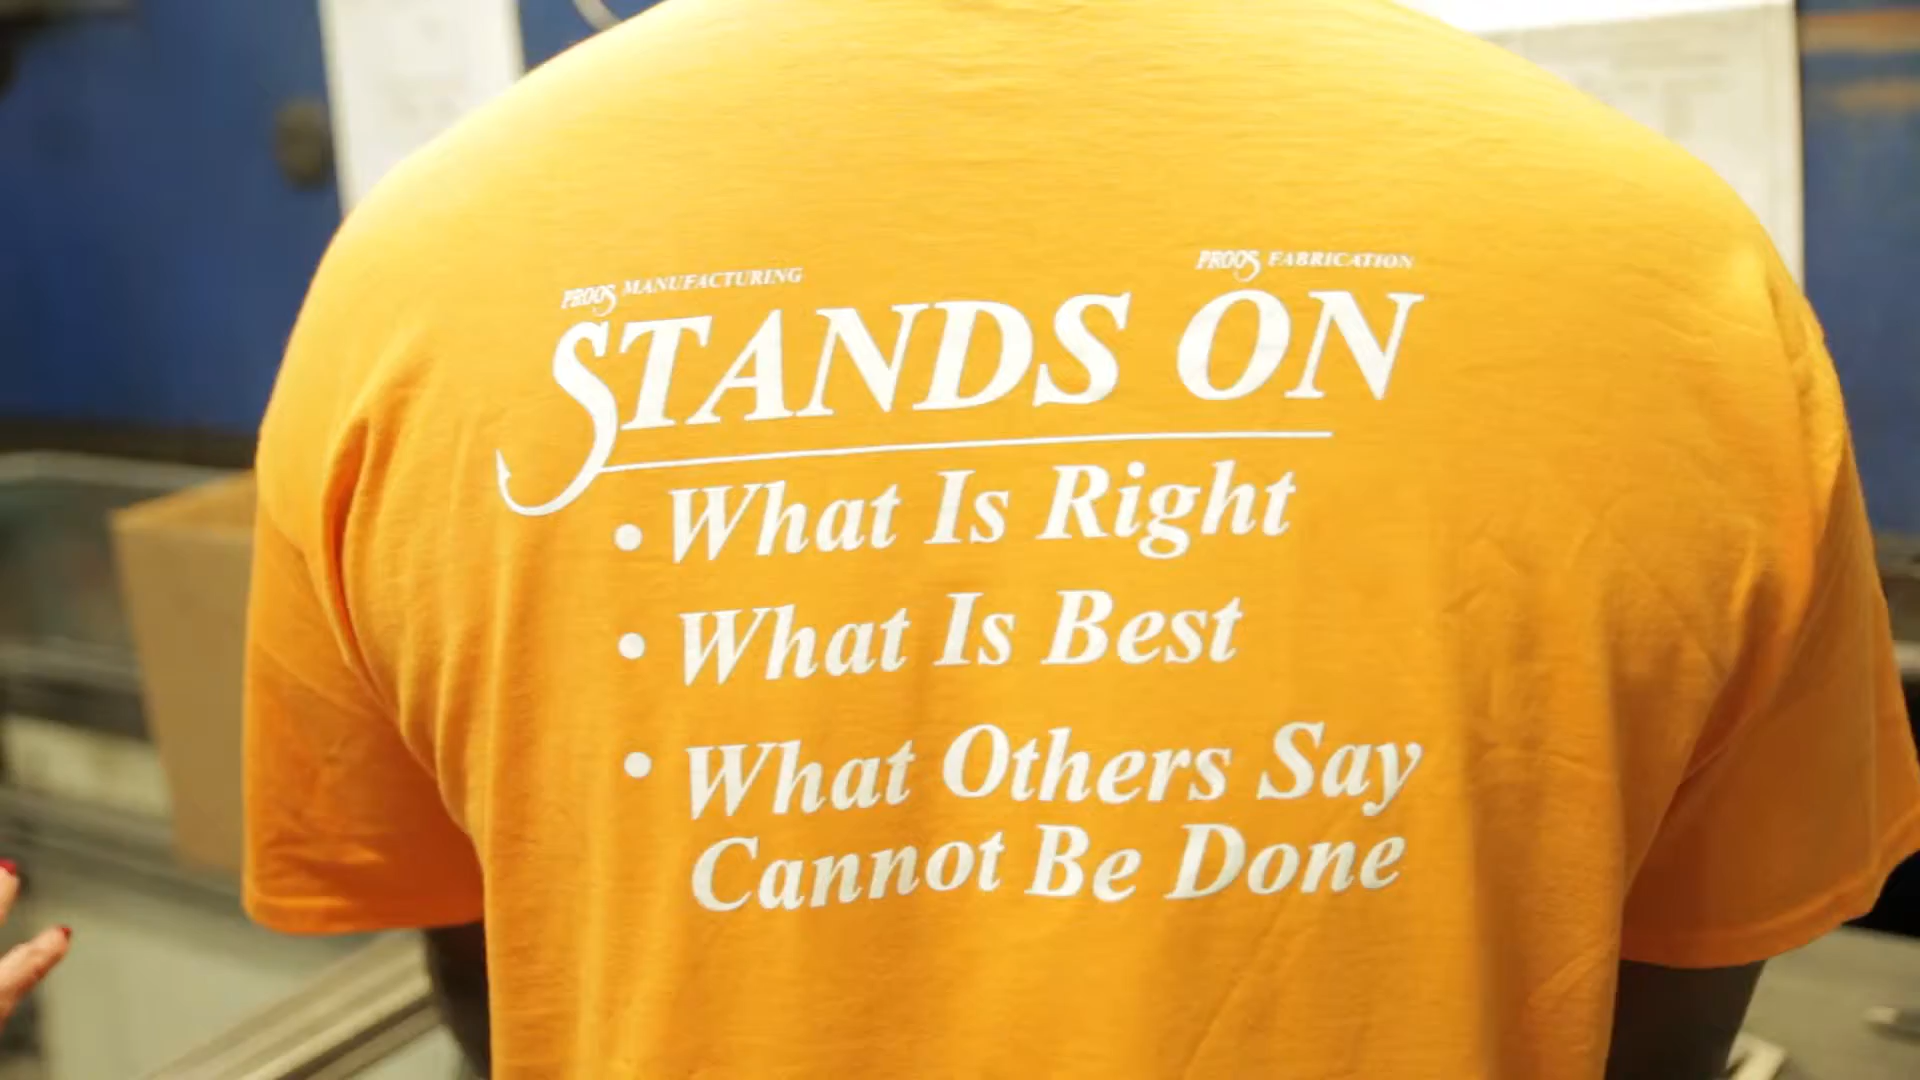 PROOS MANUFACTURING PROOS FABRICATION
STANDS ON
• What Is Right
• What Is Best
• What Others Say
Cannot Be Done